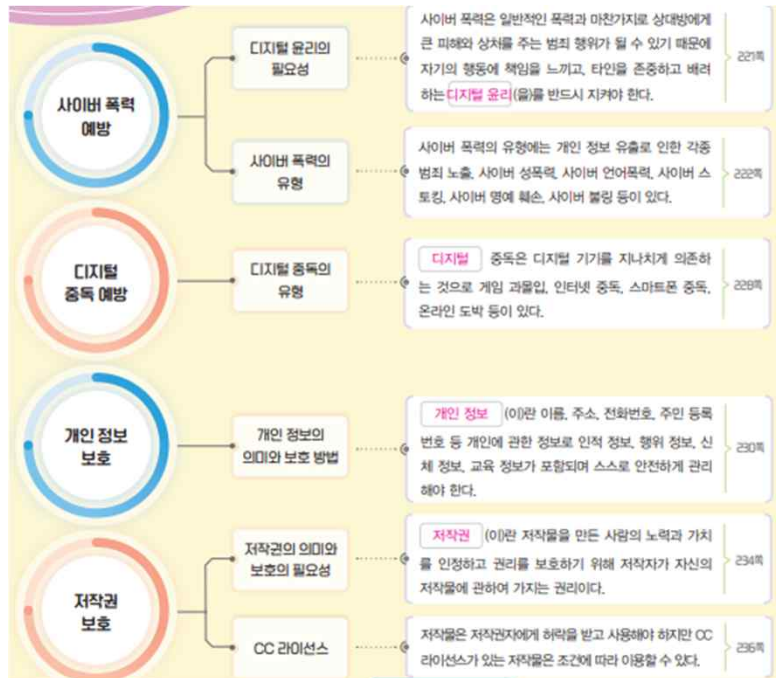 사이버 폭력
예방
디지털 윤리의
필요성
사이버 폭력은 일반적인 폭력과 마찬가지로 상대방에게
큰 피해와 상처를 주는 범죄 행위가 될 수 있기 때문에
자기의 행동에 책임을 느끼고, 타인을 존중하고 배려
하는 디지털 윤리(을)를 반드시 지켜야 한다.
221쪽
사이버 폭력의
유형
사이버 폭력의 유형에는 개인 정보 유출로 인한 각종
범죄 노출, 사이버 성폭력, 사이버 언어폭력, 사이버 스
토킹, 사이버 명예 훼손, 사이버 불링 등이 있다.
222쪽
디지털
중독 예방
디지털 중독의
유형
디지털 중독은 디지털 기기를 지나치게 의존하
는 것으로 게임 과몰입, 인터넷 중독, 스마트폰 중독,
온라인 도박 등이 있다.
228쪽
개인 정보
보호
개인 정보의
의미와 보호 방법
개인 정보 (이)란 이름, 주소, 전화번호, 주민 등록
번호 등 개인에 관한 정보로 인적 정보, 행위 정보, 신
체 정보, 교육 정보가 포함되며 스스로 안전하게 관리
해야 한다.
230쪽
저작권
보호
저작권의 의미와
보호의 필요성
저작권 (이)란 저작물을 만든 사람의 노력과 가치
를 인정하고 권리를 보호하기 위해 저작자가 자신의
저작물에 관하여 가지는 권리이다.
234쪽
CC 라이선스
저작물은 저작권자에게 허락을 받고 사용해야 하지만 CC
라이선스가 있는 저작물은 조건에 따라 이용할 수 있다.
236쪽